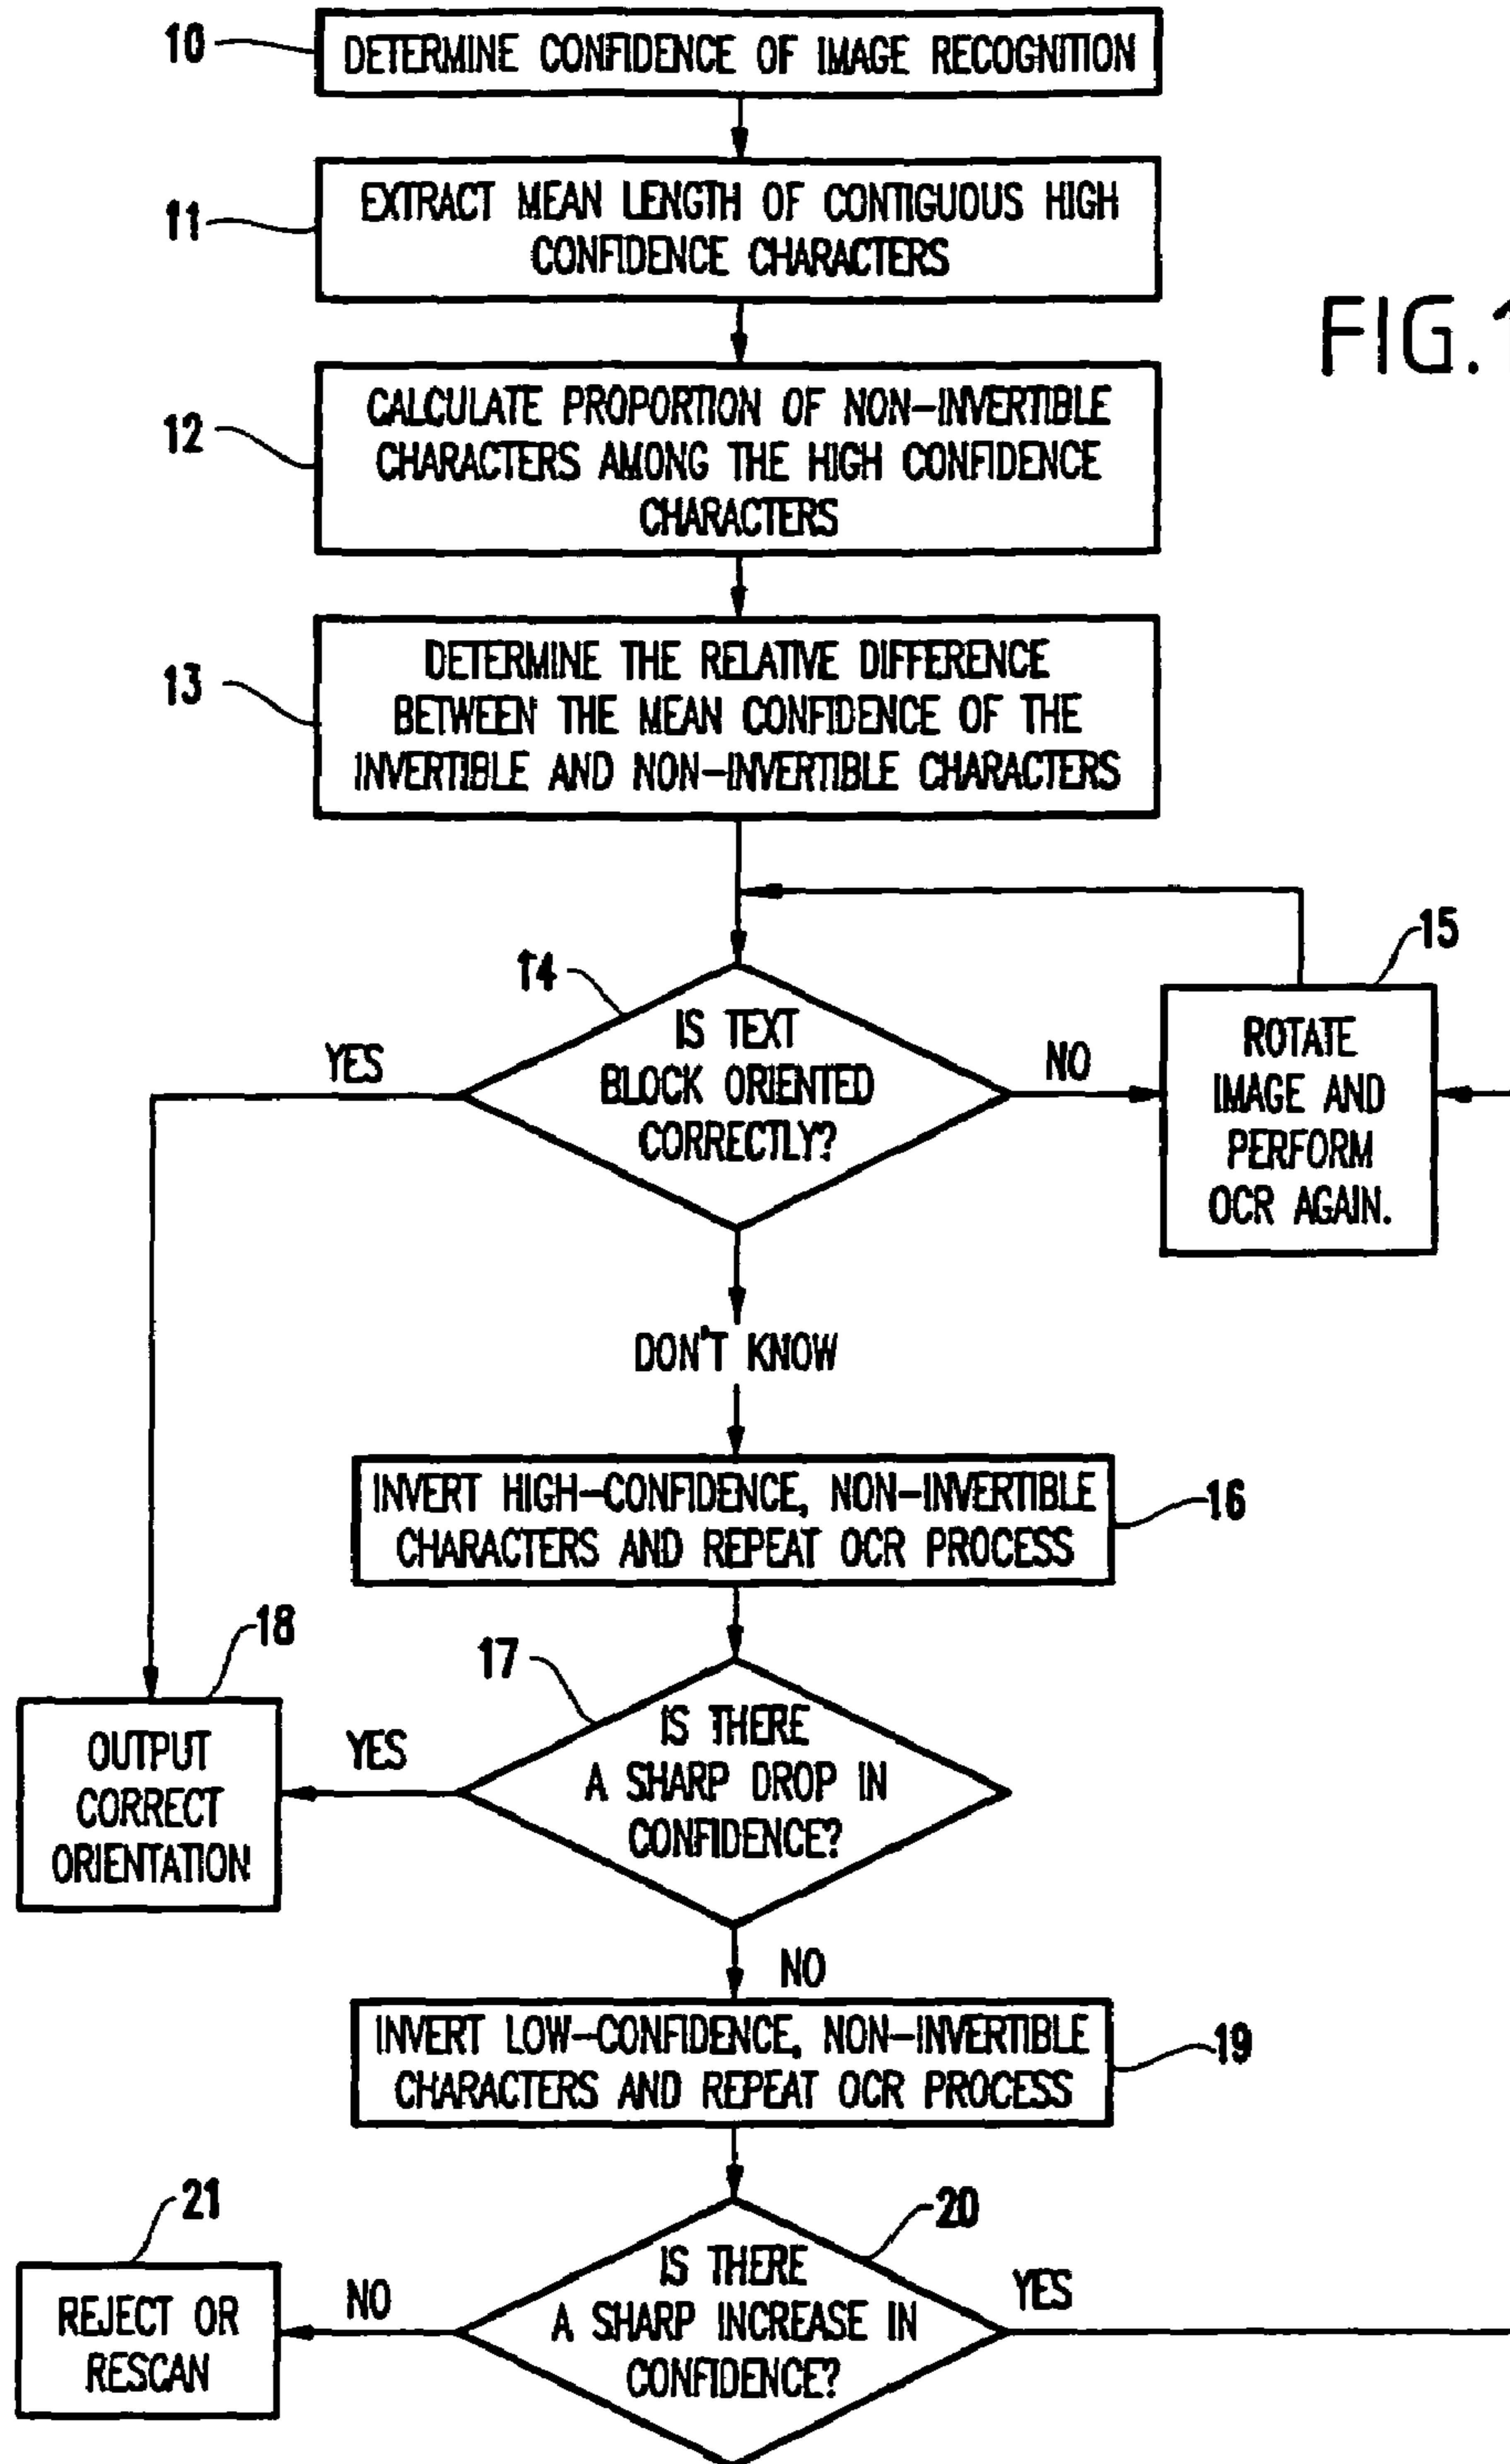 10
DETERMINE CONFIDENCE OF IMAGE RECOGNITION
11
EXTRACT MEAN LENGTH OF CONTIGUOUS HIGH
CONFIDENCE CHARACTERS
FIG.1
12
CALCULATE PROPORTION OF NON-INVERTIBLE
CHARACTERS AMONG THE HIGH CONFIDENCE
CHARACTERS
13
DETERMINE THE RELATIVE DIFFERENCE
BETWEEN THE MEAN CONFIDENCE OF THE
INVERTIBLE AND NON-INVERTIBLE CHARACTERS
14
IS TEXT
BLOCK ORIENTED
CORRECTLY?
YES
NO
15
ROTATE
IMAGE AND
PERFORM
OCR AGAIN.
DON'T KNOW
INVERT HIGH-CONFIDENCE, NON-INVERTIBLE
CHARACTERS AND REPEAT OCR PROCESS
16
17
IS THERE
A SHARP DROP IN
CONFIDENCE?
YES
18
OUTPUT
CORRECT
ORIENTATION
NO
INVERT LOW-CONFIDENCE, NON-INVERTIBLE
CHARACTERS AND REPEAT OCR PROCESS
19
20
IS THERE
A SHARP INCREASE IN
CONFIDENCE?
YES
NO
21
REJECT OR
RESCAN